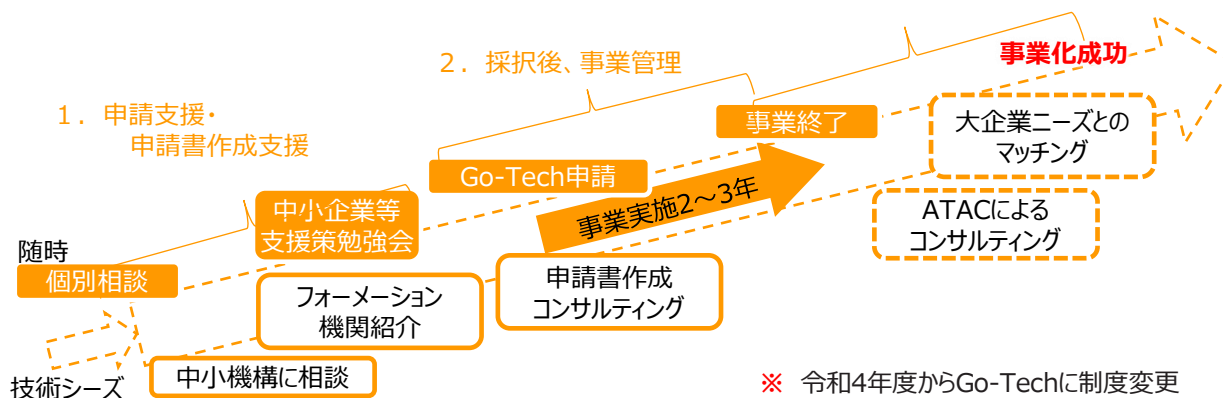 1．申請支援・
申請書作成支援
2．採択後、事業管理
事業化成功
随時
個別相談
中小企業等
支援策勉強会
Go-Tech申請
事業終了
事業実施2～3年
大企業ニーズとの
マッチング
ATACによる
コンサルティング
申請書作成
コンサルティング
フォーメーション
機関紹介
中小機構に相談
技術シーズ
※ 令和4年度からGo-Techに制度変更